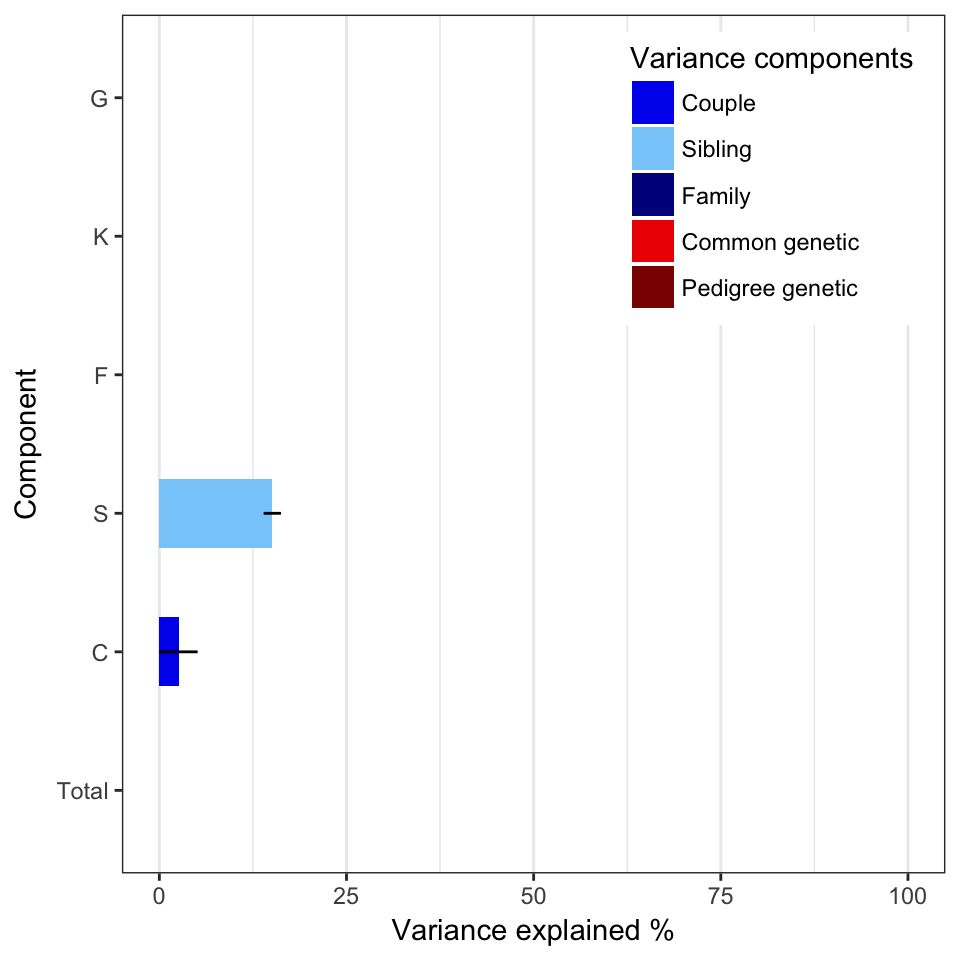 Variance components
Couple
Sibling
Family
Common genetic
Pedigree genetic
G
K
F
S
C
Total
Component
0 25 50 75 100
Variance explained %